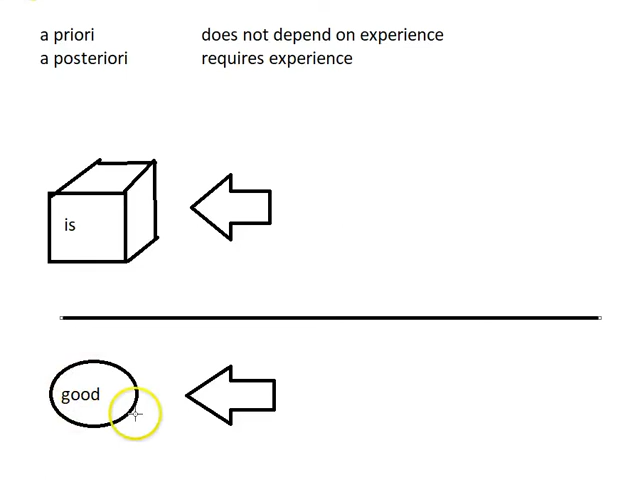 a priori does not depend on experience
a posteriori requires experience
is
good